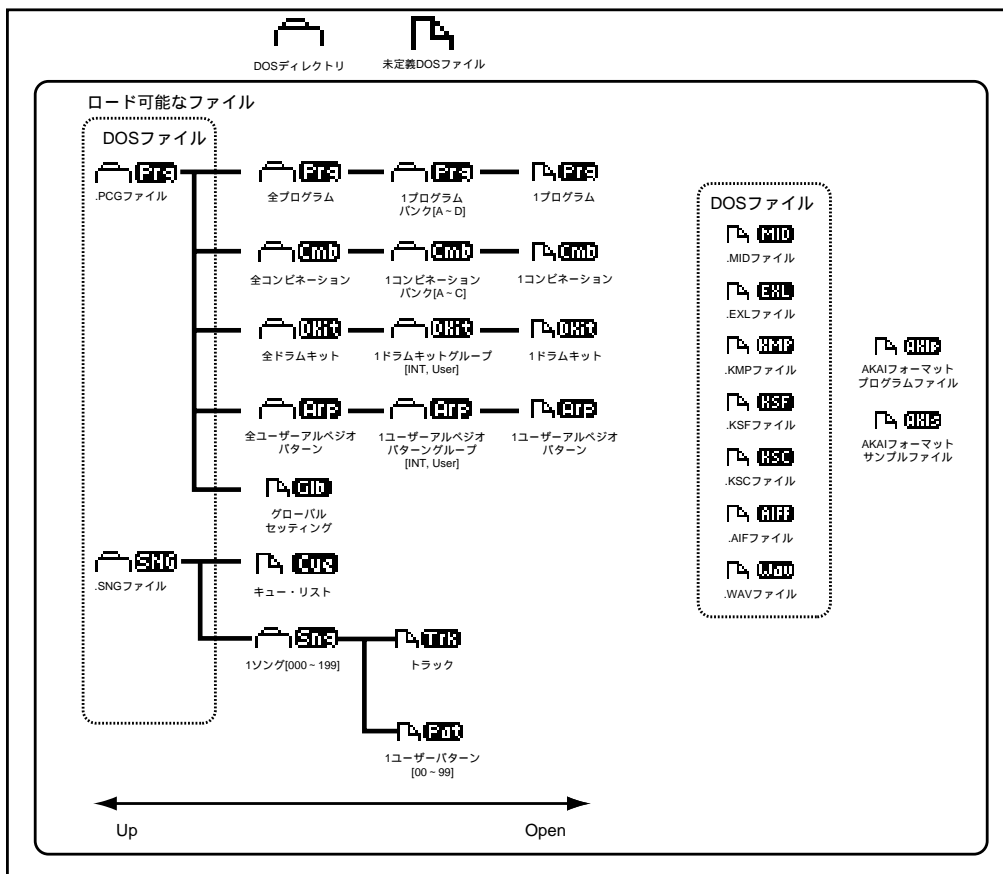 DOSディレクトリ
未定義DOSファイル
ロード可能なファイル
DOSファイル
Prg
.PCGファイル
Prg
全プログラム
Prg
1プログラム
バンク[A ~ D]
Prg
1プログラム
Cmb
全コンビネーション
Cmb
1コンビネーション
バンク[A ~ C]
Cmb
1コンビネーション
DKit
全ドラムキット
DKit
1ドラムキットグループ
[INT, User]
DKit
1ドラムキット
Arp
全ユーザーアルペジオ
パターン
Arp
1ユーザーアルペジオ
パターングループ
[INT, User]
Arp
1ユーザーアルペジオ
パターン
Glb
グローバル
セッティング
SNG
.SNGファイル
Cue
キュー・リスト
Sng
1ソング[000 ~ 199]
Trk
トラック
Pat
1ユーザーパターン
[00 ~ 99]
Up
Open
DOSファイル
MID
.MIDファイル
EXL
.EXLファイル
KMP
.KMPファイル
KSF
.KSFファイル
KSC
.KSCファイル
AIFF
.AIFファイル
Wav
.WAVファイル
AKIP
AKAIフォーマット
プログラムファイル
AKIS
AKAIフォーマット
サンプルファイル